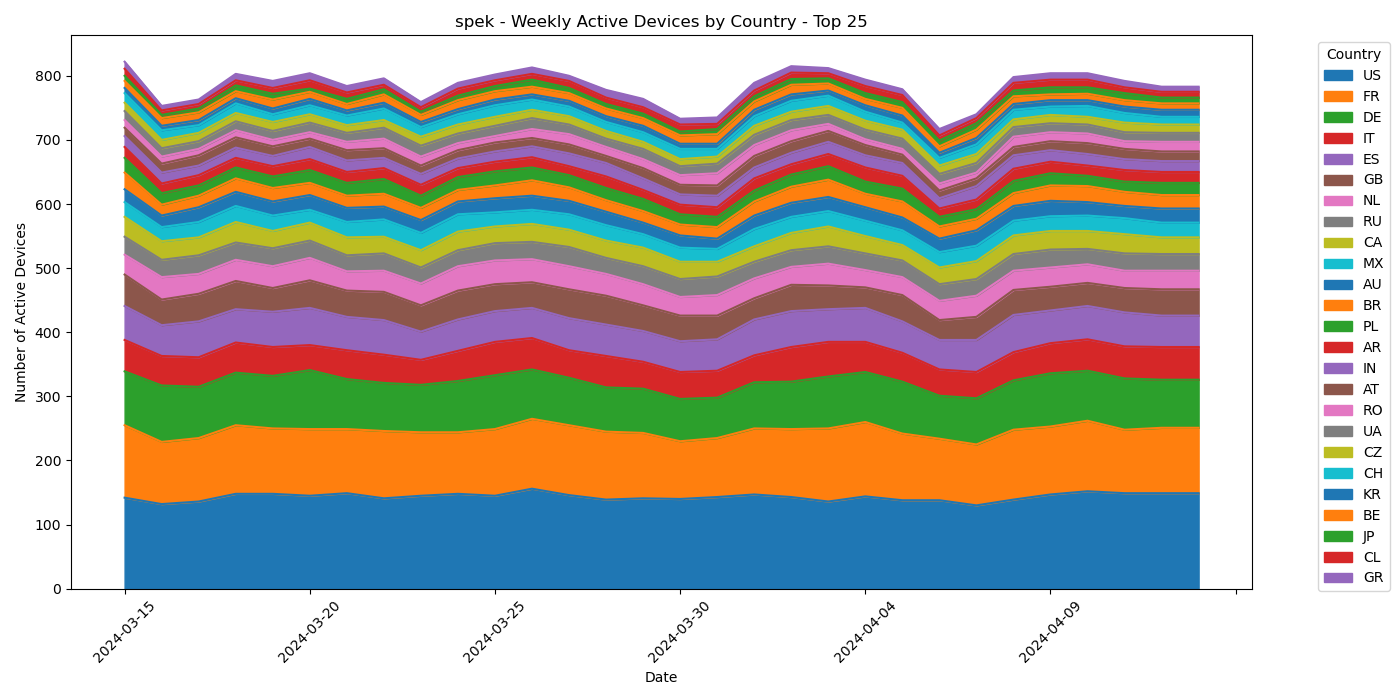 spek - Weekly Active Devices by Country - Top 25
Number of Active Devices
800
700
600
500
400
300
200
100
0
2024-03-15
2024-03-20
2024-03-25
2024-03-30
2024-04-04
2024-04-09
Date
Country
US
FR
DE
IT
ES
GB
NL
RU
CA
MX
AU
BR
PL
AR
IN
AT
RO
UA
CZ
CH
KR
BE
JP
CL
GR